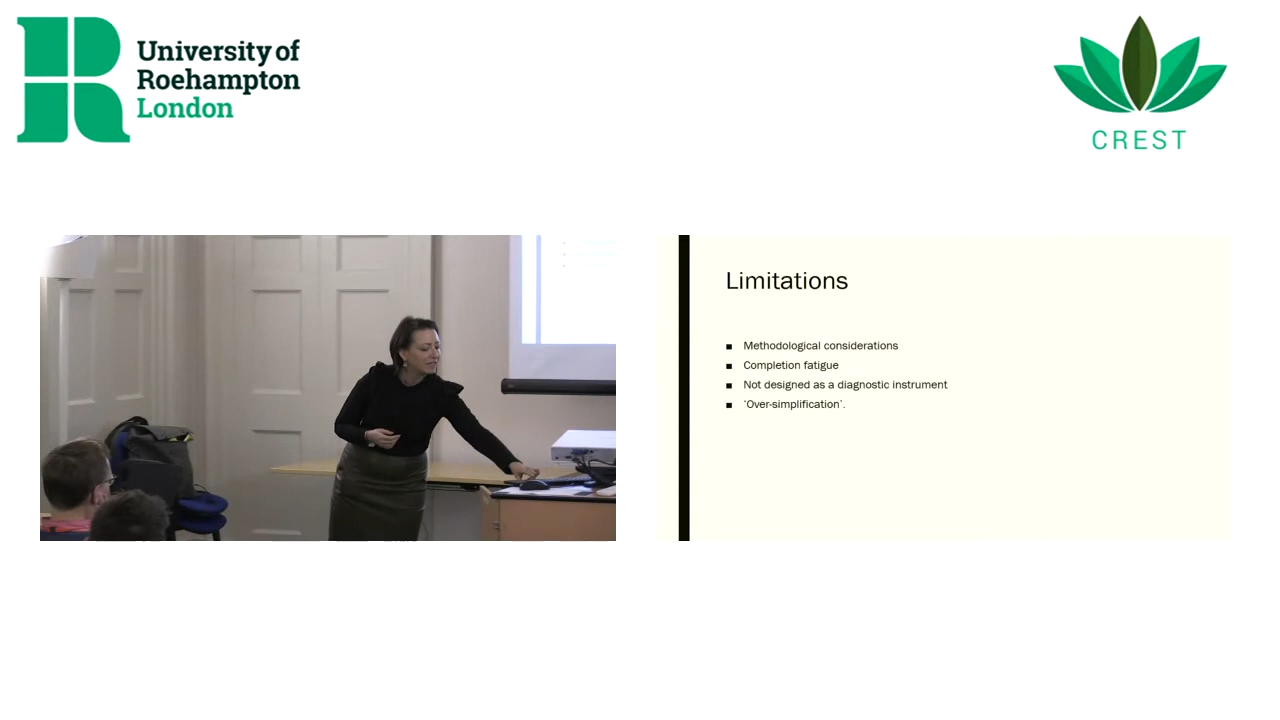 University of
Roehampton
London
CREST
Limitations
■ Methodological considerations
■ Completion fatigue
■ Not designed as a diagnostic instrument
■ ‘Over-simplification’.